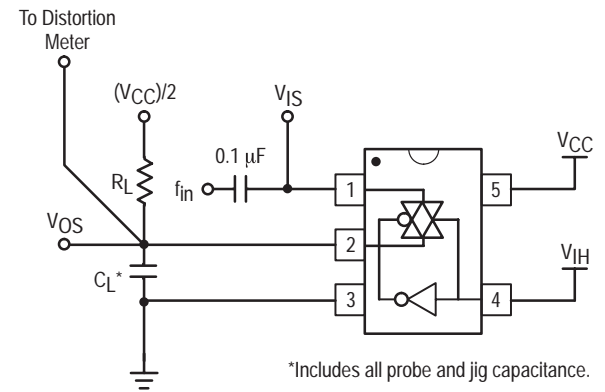 To Distortion
Meter
(VCC)/2
VIS
VCC
0.1 μF
RL
fin
1
5
VOS
2
VIH
CL*
3
4
*Includes all probe and jig capacitance.